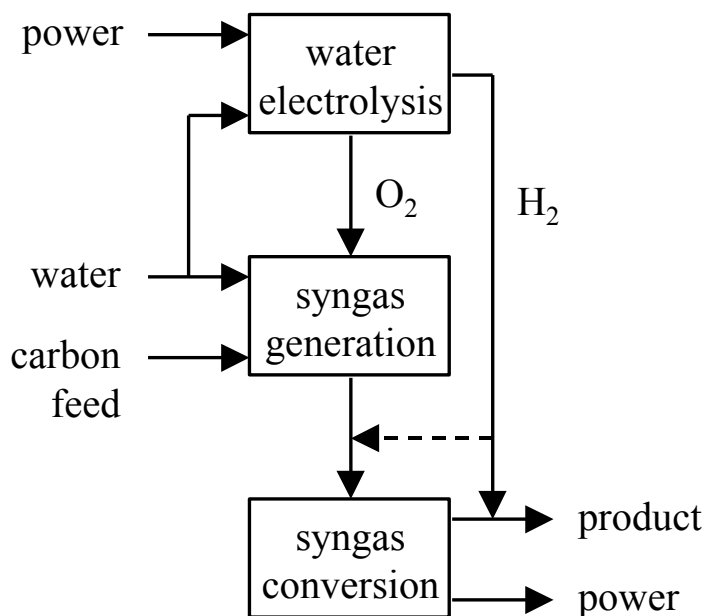 power
water
electrolysis
O₂
H₂
water
syngas
generation
carbon
feed
syngas
conversion
product
power